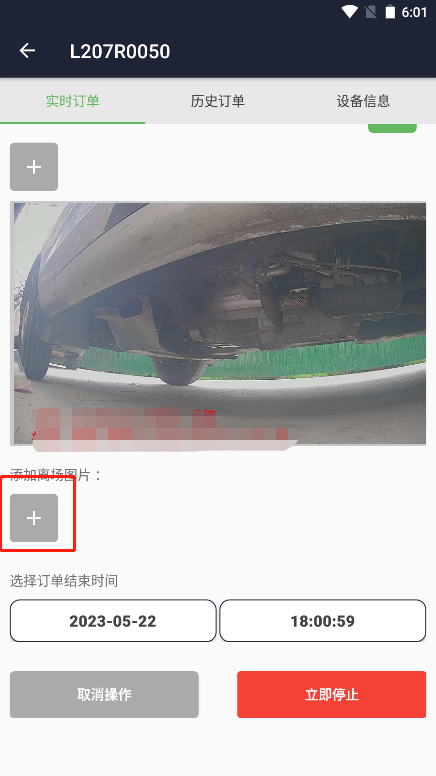 6:01
L207R0050
实时订单 历史订单 设备信息
添加离场图片：
选择订单结束时间
2023-05-22 18:00:59
取消操作 立即停止